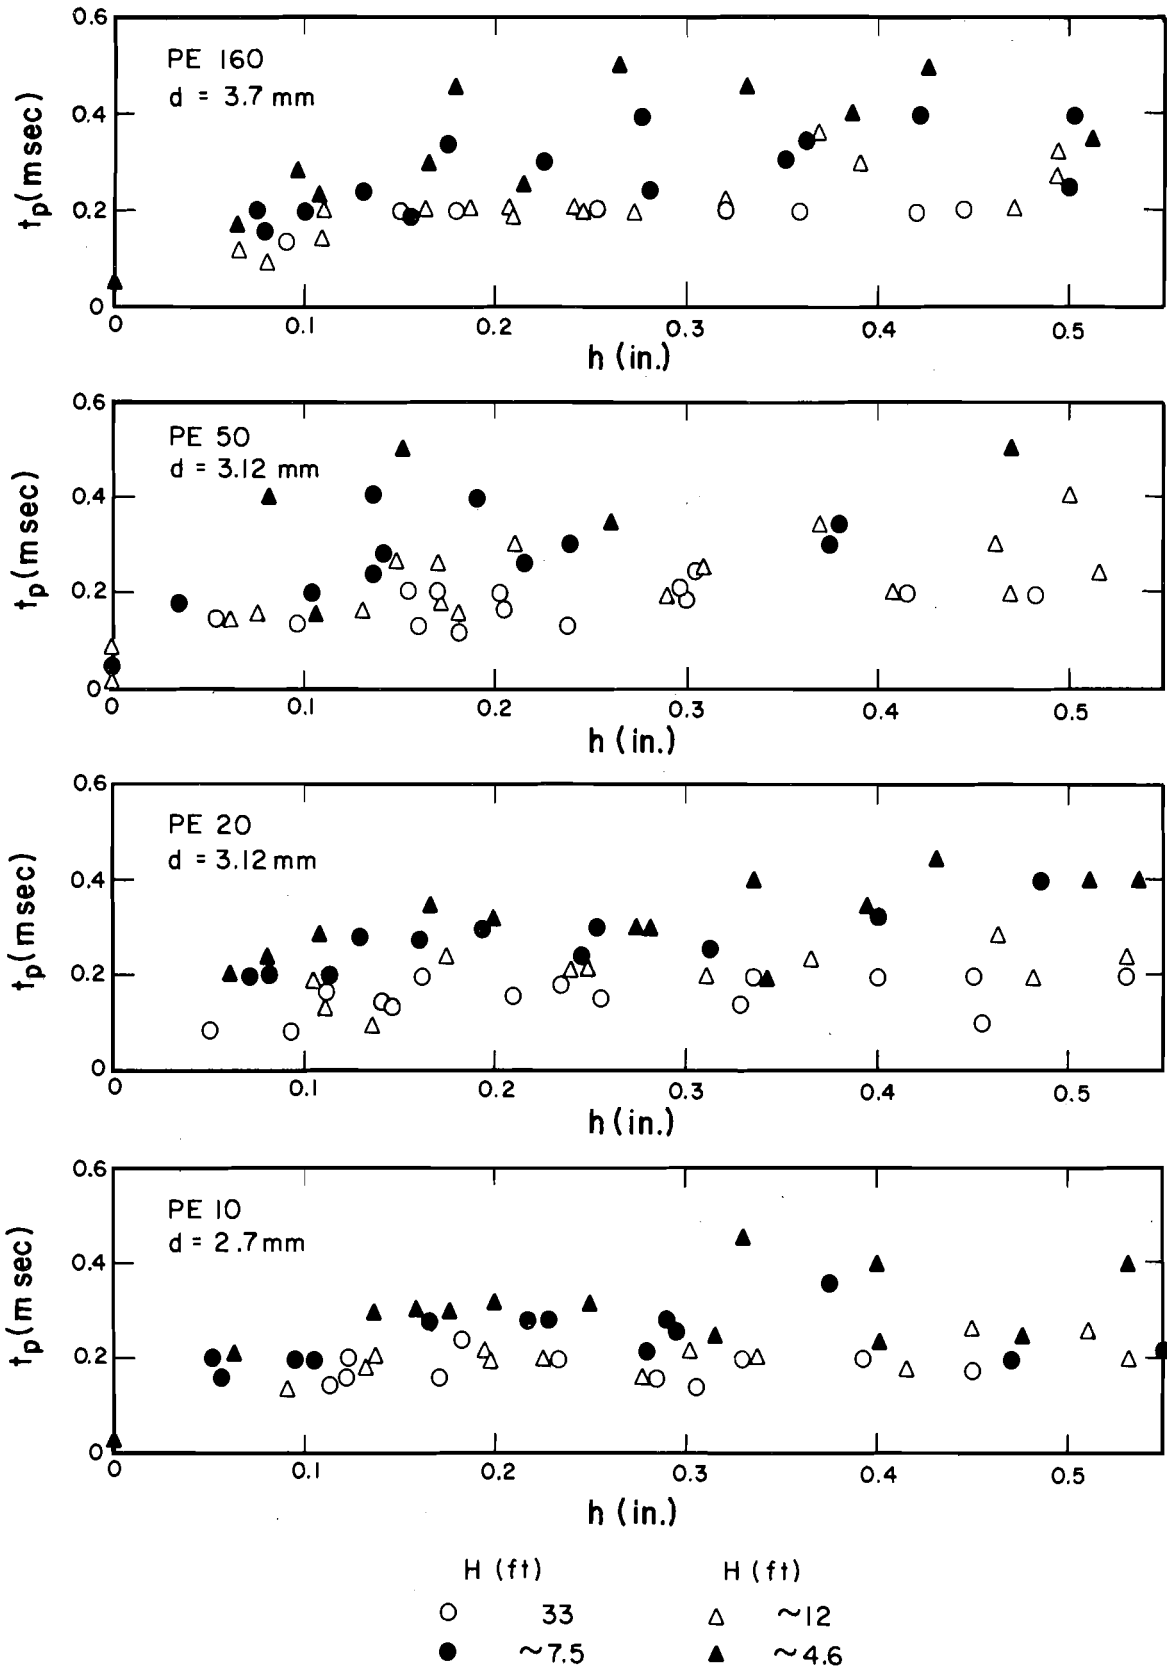 0.6
PE 160
d = 3.7 mm
0.4
0.2
0
tp(msec)
0 0.1 0.2 0.3 0.4 0.5
h (in.)
0.6
PE 50
d = 3.12 mm
0.4
0.2
0
tp(msec)
0 0.1 0.2 0.3 0.4 0.5
h (in.)
0.6
PE 20
d = 3.12 mm
0.4
0.2
0
tp(msec)
0 0.1 0.2 0.3 0.4 0.5
h (in.)
0.6
PE 10
d = 2.7mm
0.4
0.2
0
tp(msec)
0 0.1 0.2 0.3 0.4 0.5
h (in.)
H (ft) H (ft)
33 ~12
~7.5 ~4.6